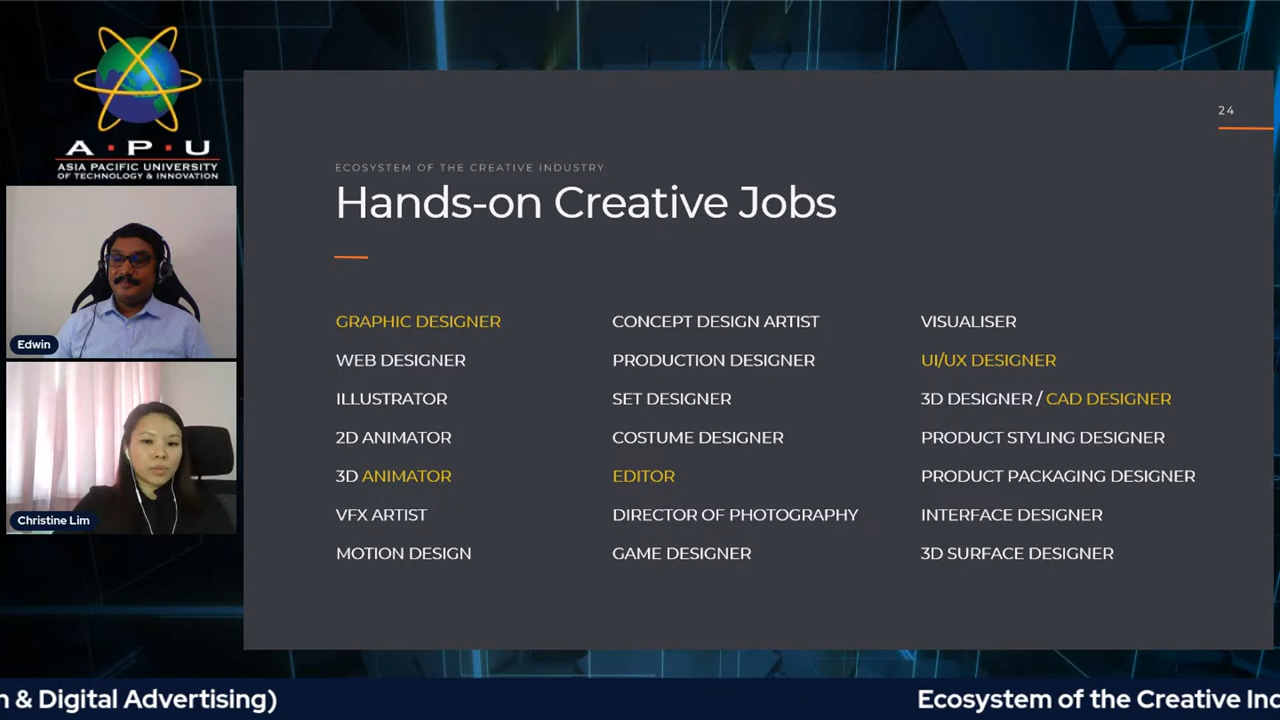 A·P·U
ASIA PACIFIC UNIVERSITY
OF TECHNOLOGY & INNOVATION
Edwin
Christine Lim
24
ECOSYSTEM OF THE CREATIVE INDUSTRY
Hands-on Creative Jobs
GRAPHIC DESIGNER
WEB DESIGNER
ILLUSTRATOR
2D ANIMATOR
3D ANIMATOR
VFX ARTIST
MOTION DESIGN
CONCEPT DESIGN ARTIST
PRODUCTION DESIGNER
SET DESIGNER
COSTUME DESIGNER
EDITOR
DIRECTOR OF PHOTOGRAPHY
GAME DESIGNER
VISUALISER
UI/UX DESIGNER
3D DESIGNER / CAD DESIGNER
PRODUCT STYLING DESIGNER
PRODUCT PACKAGING DESIGNER
INTERFACE DESIGNER
3D SURFACE DESIGNER
n & Digital Advertising)
Ecosystem of the Creative Inc